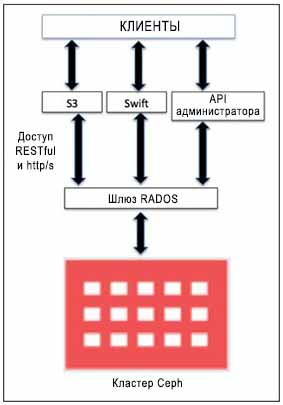 КЛИЕНТЫ
S3
Swift
API
администратора
Доступ
RESTful
и http/s
Шлюз RADOS
Кластер Ceph